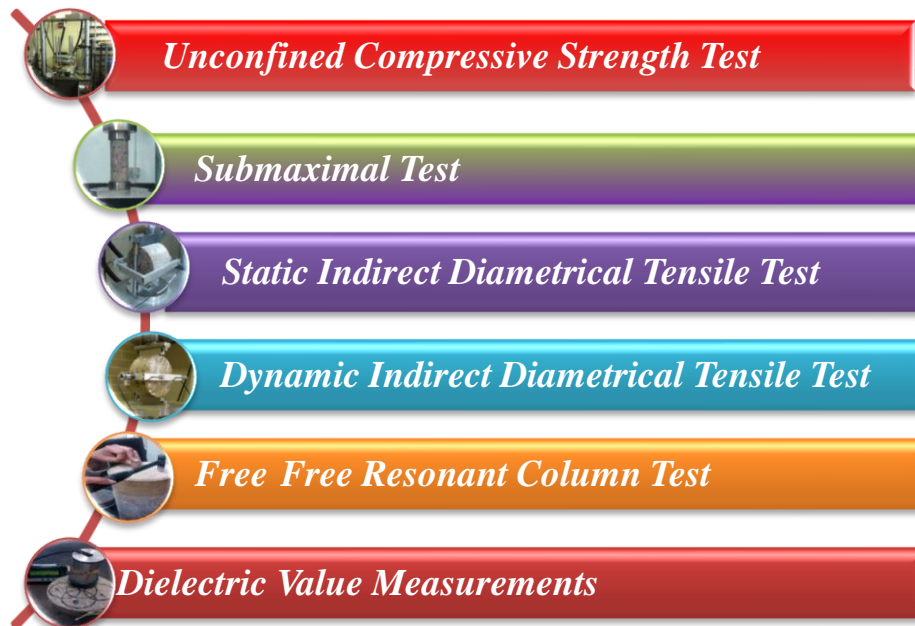 Unconfined Compressive Strength Test
Submaximal Test
Static Indirect Diametrical Tensile Test
Dynamic Indirect Diametrical Tensile Test
Free Free Resonant Column Test
Dielectric Value Measurements